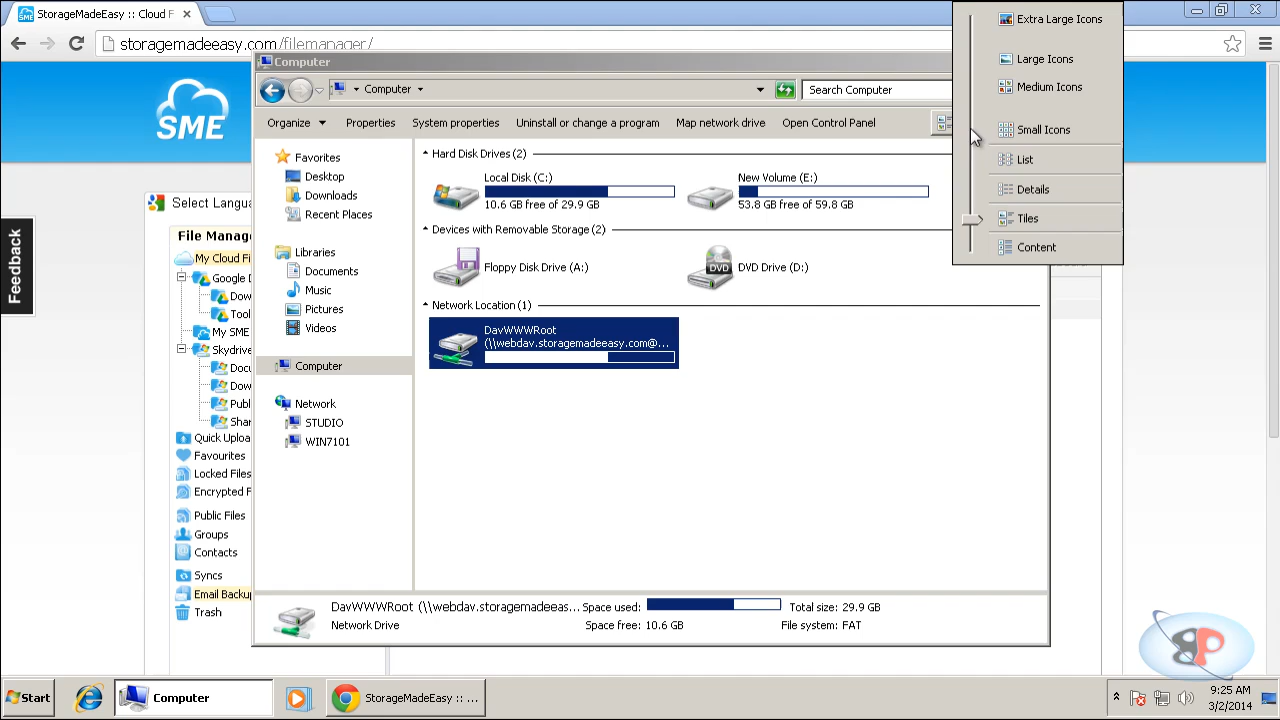 StorageMadeEasy :: Cloud F
storagemadeeasy.com/filemanager/
SME
Feedback
Select Langua
File Manage
My Cloud Fi
Google D
Dow
Tool
My SME
Skydrive
Docu
Dow
Publ
Shar
Quick Uploa
Favourites
Locked Files
Encrypted F
Public Files
Groups
Contacts
Syncs
Email Backu
Trash
Computer
Computer
Search Computer
Organize
Properties
System properties
Uninstall or change a program
Map network drive
Open Control Panel
Favorites
Desktop
Downloads
Recent Places
Libraries
Documents
Music
Pictures
Videos
Computer
Network
STUDIO
WIN7101
Hard Disk Drives (2)
Local Disk (C:)
10.6 GB free of 29.9 GB
New Volume (E:)
53.8 GB free of 59.8 GB
Devices with Removable Storage (2)
Floppy Disk Drive (A:)
DVD
DVD Drive (D:)
Network Location (1)
DavWWWRoot
(\\webdav.storagemadeeasy.com@...
DavWWWRoot (\\webdav.storagemadeeas...
Space used:
Total size: 29.9 GB
Network Drive
Space free: 10.6 GB
File system: FAT
Extra Large Icons
Large Icons
Medium Icons
Small Icons
List
Details
Tiles
Content
BP
Start
Computer
StorageMadeEasy :: ...
9:25 AM
3/2/2014